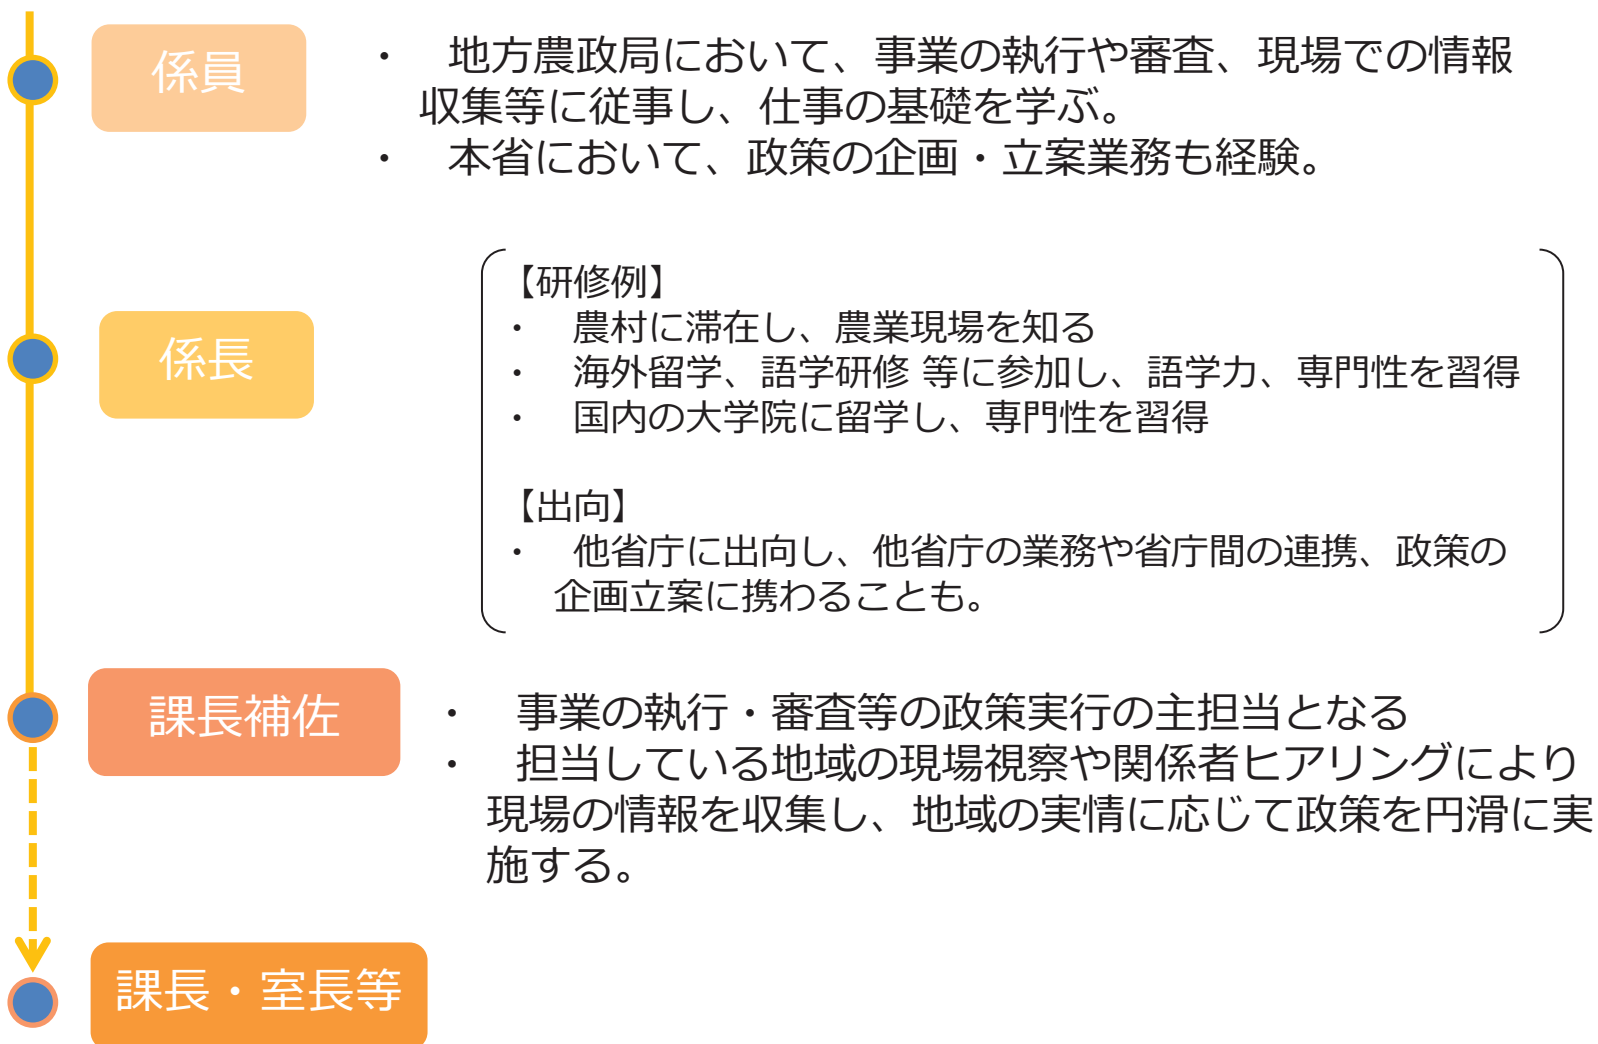 係員
・　地方農政局において、事業の執行や審査、現場での情報
収集等に従事し、仕事の基礎を学ぶ。
・　本省において、政策の企画・立案業務も経験。
係長
【研修例】
・　農村に滞在し、農業現場を知る
・　海外留学、語学研修 等に参加し、語学力、専門性を習得
・　国内の大学院に留学し、専門性を習得
【出向】
・　他省庁に出向し、他省庁の業務や省庁間の連携、政策の
企画立案に携わることも。
課長補佐
・　事業の執行・審査等の政策実行の主担当となる
・　担当している地域の現場視察や関係者ヒアリングにより
現場の情報を収集し、地域の実情に応じて政策を円滑に実
施する。
課長・室長等